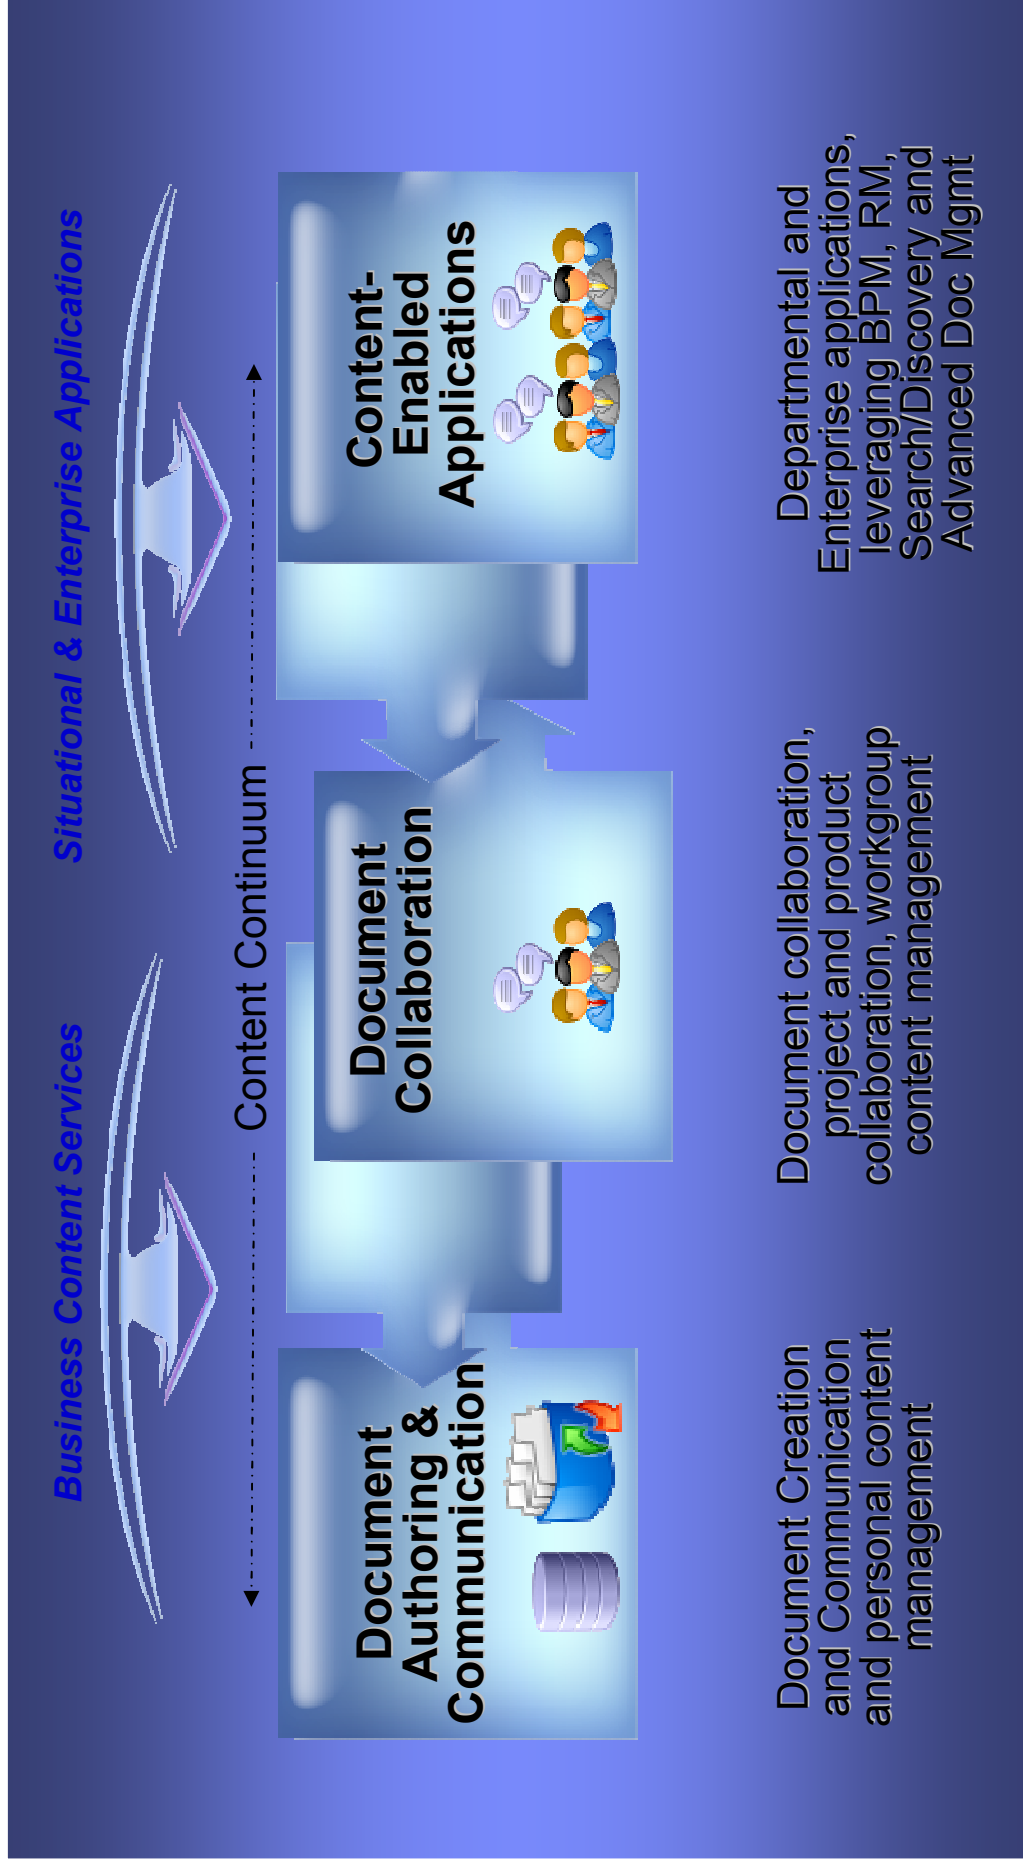 Business Content Services
Situational & Enterprise Applications
Content Continuum
Document
Authoring &
Communication
Document
Collaboration
Content-
Enabled
Applications
Document Creation
and Communication
and personal content
management
Document collaboration,
project and product
collaboration, workgroup
content management
Departmental and
Enterprise applications,
leveraging BPM, RM,
Search/Discovery and
Advanced Doc Mgmt